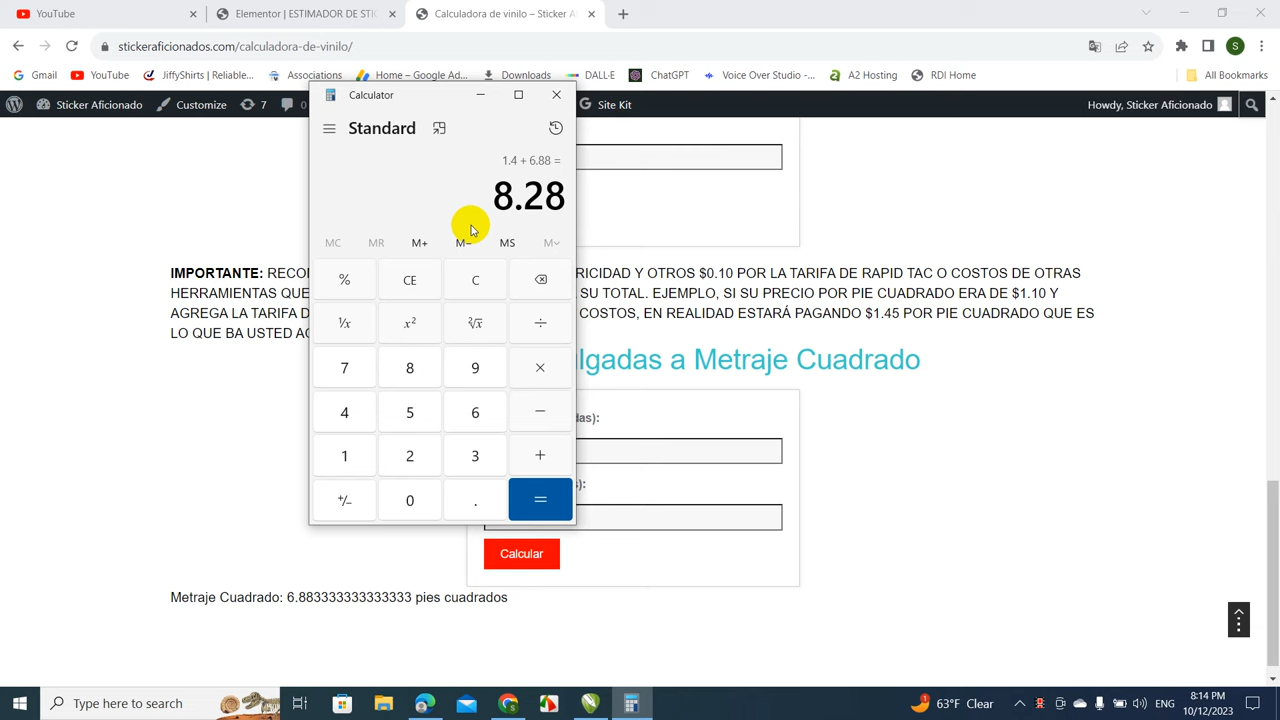 YouTube
Elementor | ESTIMADOR DE STIC
Calculadora de vinilo – Sticker A
stickeraficionados.com/calculadora-de-vinilo/
Gmail YouTube JiffyShirts | Reliable... Associations Home – Google Ad... Downloads DALL·E ChatGPT Voice Over Studio -... A2 Hosting RDI Home All Bookmarks
Sticker Aficionado Customize 7 0 Site Kit Howdy, Sticker Aficionado
Calculator
Standard
1.4 + 6.88 =
8.28
MC MR M+ M− MS M
% CE C
¹/x x² ²√x ÷
7 8 9 ×
4 5 6 −
1 2 3 +
+/− 0 . =
IMPORTANTE: RECO RICIDAD Y OTROS $0.10 POR LA TARIFA DE RAPID TAC O COSTOS DE OTRAS
HERRAMIENTAS QUE SU TOTAL. EJEMPLO, SI SU PRECIO POR PIE CUADRADO ERA DE $1.10 Y
AGREGA LA TARIFA D COSTOS, EN REALIDAD ESTARÁ PAGANDO $1.45 POR PIE CUADRADO QUE ES
LO QUE BA USTED A
lgadas a Metraje Cuadrado
das):
s):
Calcular
Metraje Cuadrado: 6.883333333333333 pies cuadrados
Type here to search
63°F Clear
ENG
8:14 PM
10/12/2023